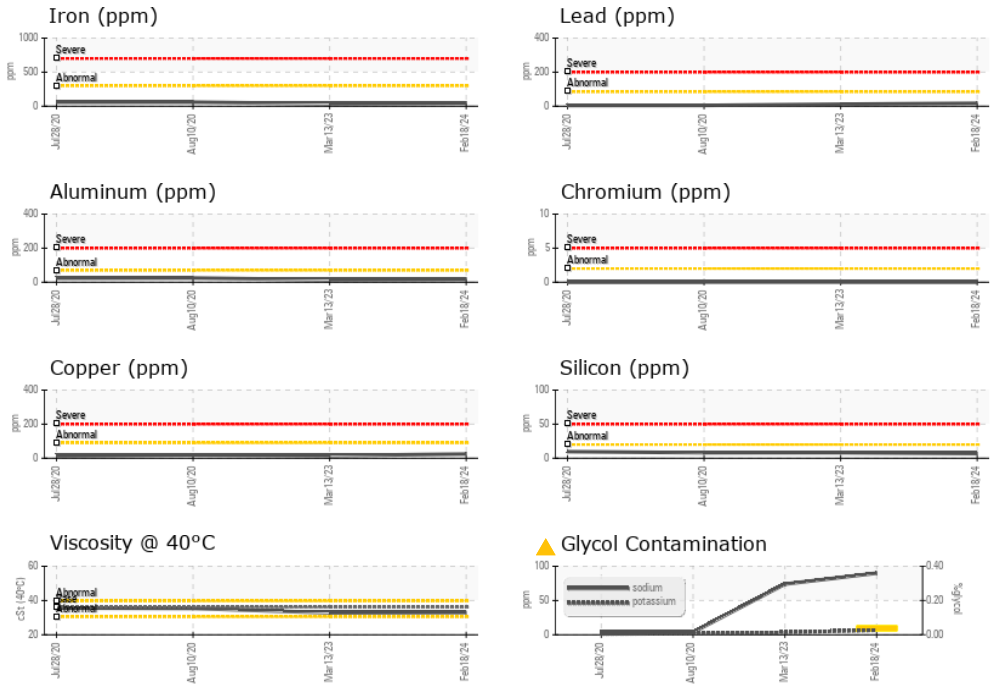 Iron (ppm)
1000
500
0
ppm
Severe
Abnormal
Jul28/20
Aug10/20
Mar13/23
Feb18/24
Lead (ppm)
400
200
0
ppm
Severe
Abnormal
Jul28/20
Aug10/20
Mar13/23
Feb18/24
Aluminum (ppm)
400
200
0
ppm
Severe
Abnormal
Jul28/20
Aug10/20
Mar13/23
Feb18/24
Chromium (ppm)
10
5
0
ppm
Severe
Abnormal
Jul28/20
Aug10/20
Mar13/23
Feb18/24
Copper (ppm)
400
200
0
ppm
Severe
Abnormal
Jul28/20
Aug10/20
Mar13/23
Feb18/24
Silicon (ppm)
100
50
0
ppm
Severe
Abnormal
Jul28/20
Aug10/20
Mar13/23
Feb18/24
Viscosity @ 40°C
60
40
20
cSt (40°C)
Abnormal
Base
Abnormal
Jul28/20
Aug10/20
Mar13/23
Feb18/24
Glycol Contamination
100
50
0
ppm
sodium
potassium
0.40
0.20
0.00
%glycol
Jul28/20
Aug10/20
Mar13/23
Feb18/24